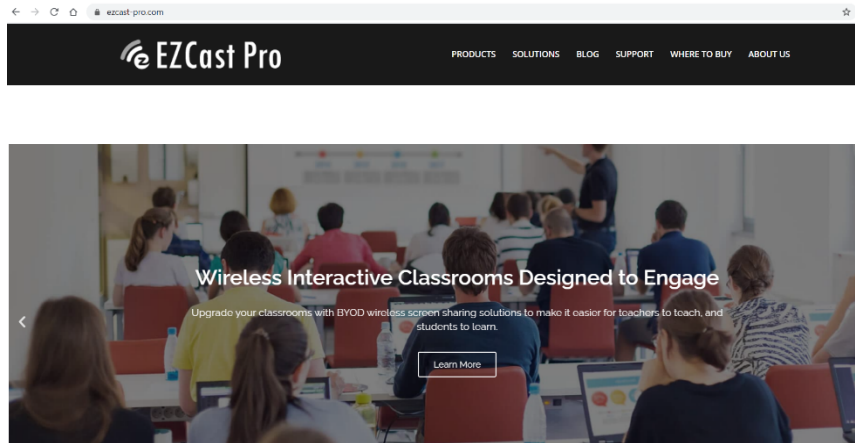 ezcast-pro.com
EZCast Pro
PRODUCTS SOLUTIONS BLOG SUPPORT WHERE TO BUY ABOUT US
Wireless Interactive Classrooms Designed to Engage
Upgrade your classrooms with BYOD wireless screen sharing solutions to make it easier for teachers to teach, and
students to learn.
Learn More